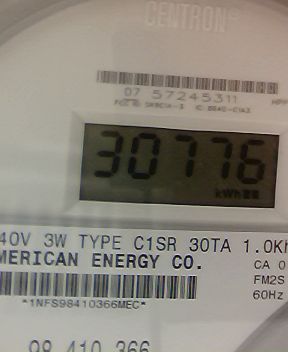 CENTRON®
07 57245311
30776
kWh
40V 3W TYPE C1SR 30TA 1.0Kh
MERICAN ENERGY CO.
CA 0
FM2S
*1NFS98410366MEC*
60Hz
98 410 366